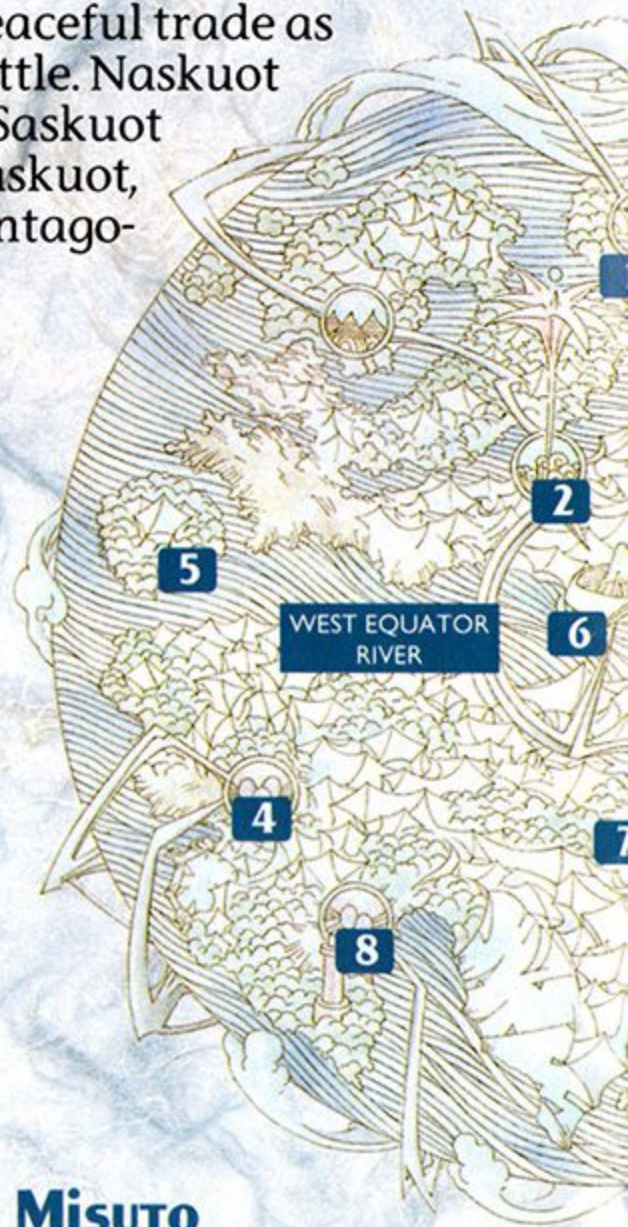 eaceful trade as
ttle. Naskuot
Saskuot
skuot,
ntago-
2
5
WEST EQUATOR
RIVER
6
4
7
8
Misuto